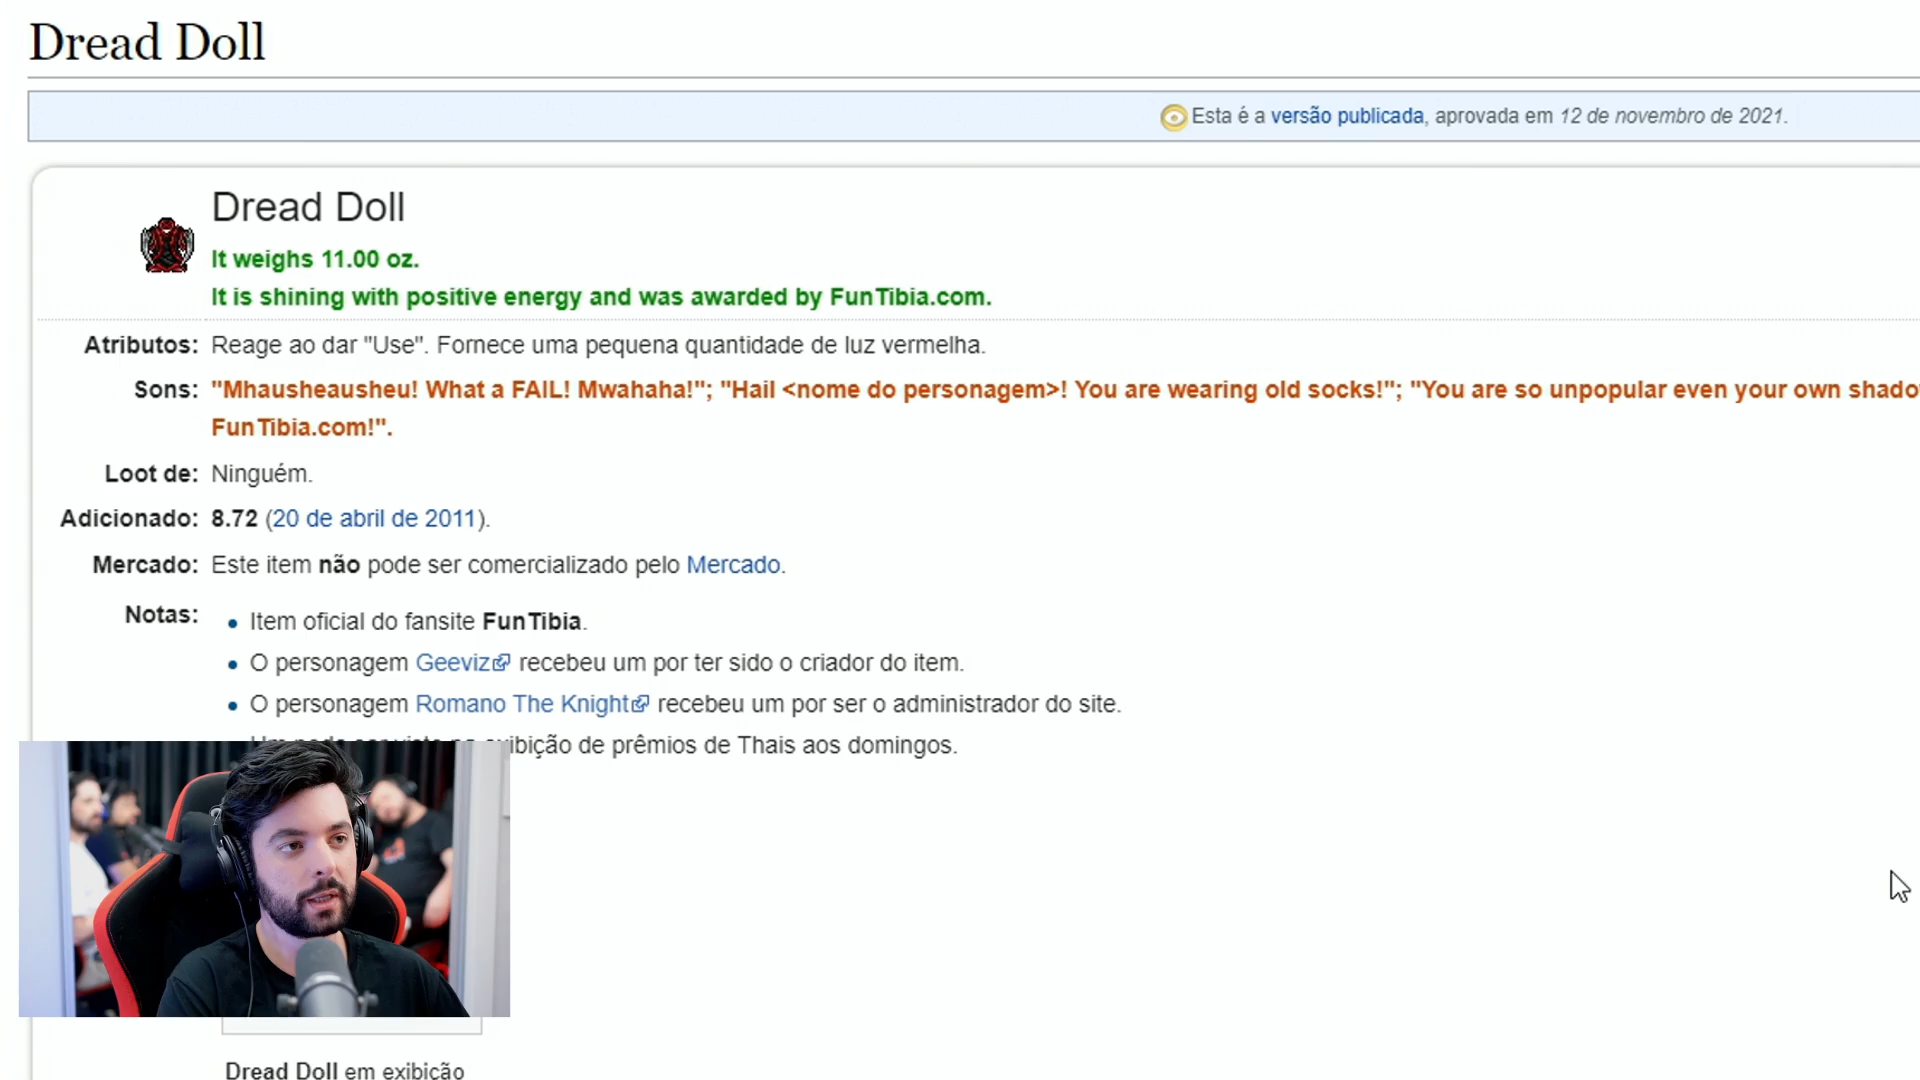 Dread Doll
Esta é a versão publicada, aprovada em 12 de novembro de 2021.
Dread Doll
It weighs 11.00 oz.
It is shining with positive energy and was awarded by FunTibia.com.
Atributos: Reage ao dar "Use". Fornece uma pequena quantidade de luz vermelha.
Sons: "Mhausheausheu! What a FAIL! Mwahaha!"; "Hail <nome do personagem>! You are wearing old socks!"; "You are so unpopular even your own shado
FunTibia.com!".
Loot de: Ninguém.
Adicionado: 8.72 (20 de abril de 2011).
Mercado: Este item não pode ser comercializado pelo Mercado.
Notas: • Item oficial do fansite FunTibia.
• O personagem Geeviz recebeu um por ter sido o criador do item.
• O personagem Romano The Knight recebeu um por ser o administrador do site.
ibição de prêmios de Thais aos domingos.
Dread Doll em exibição